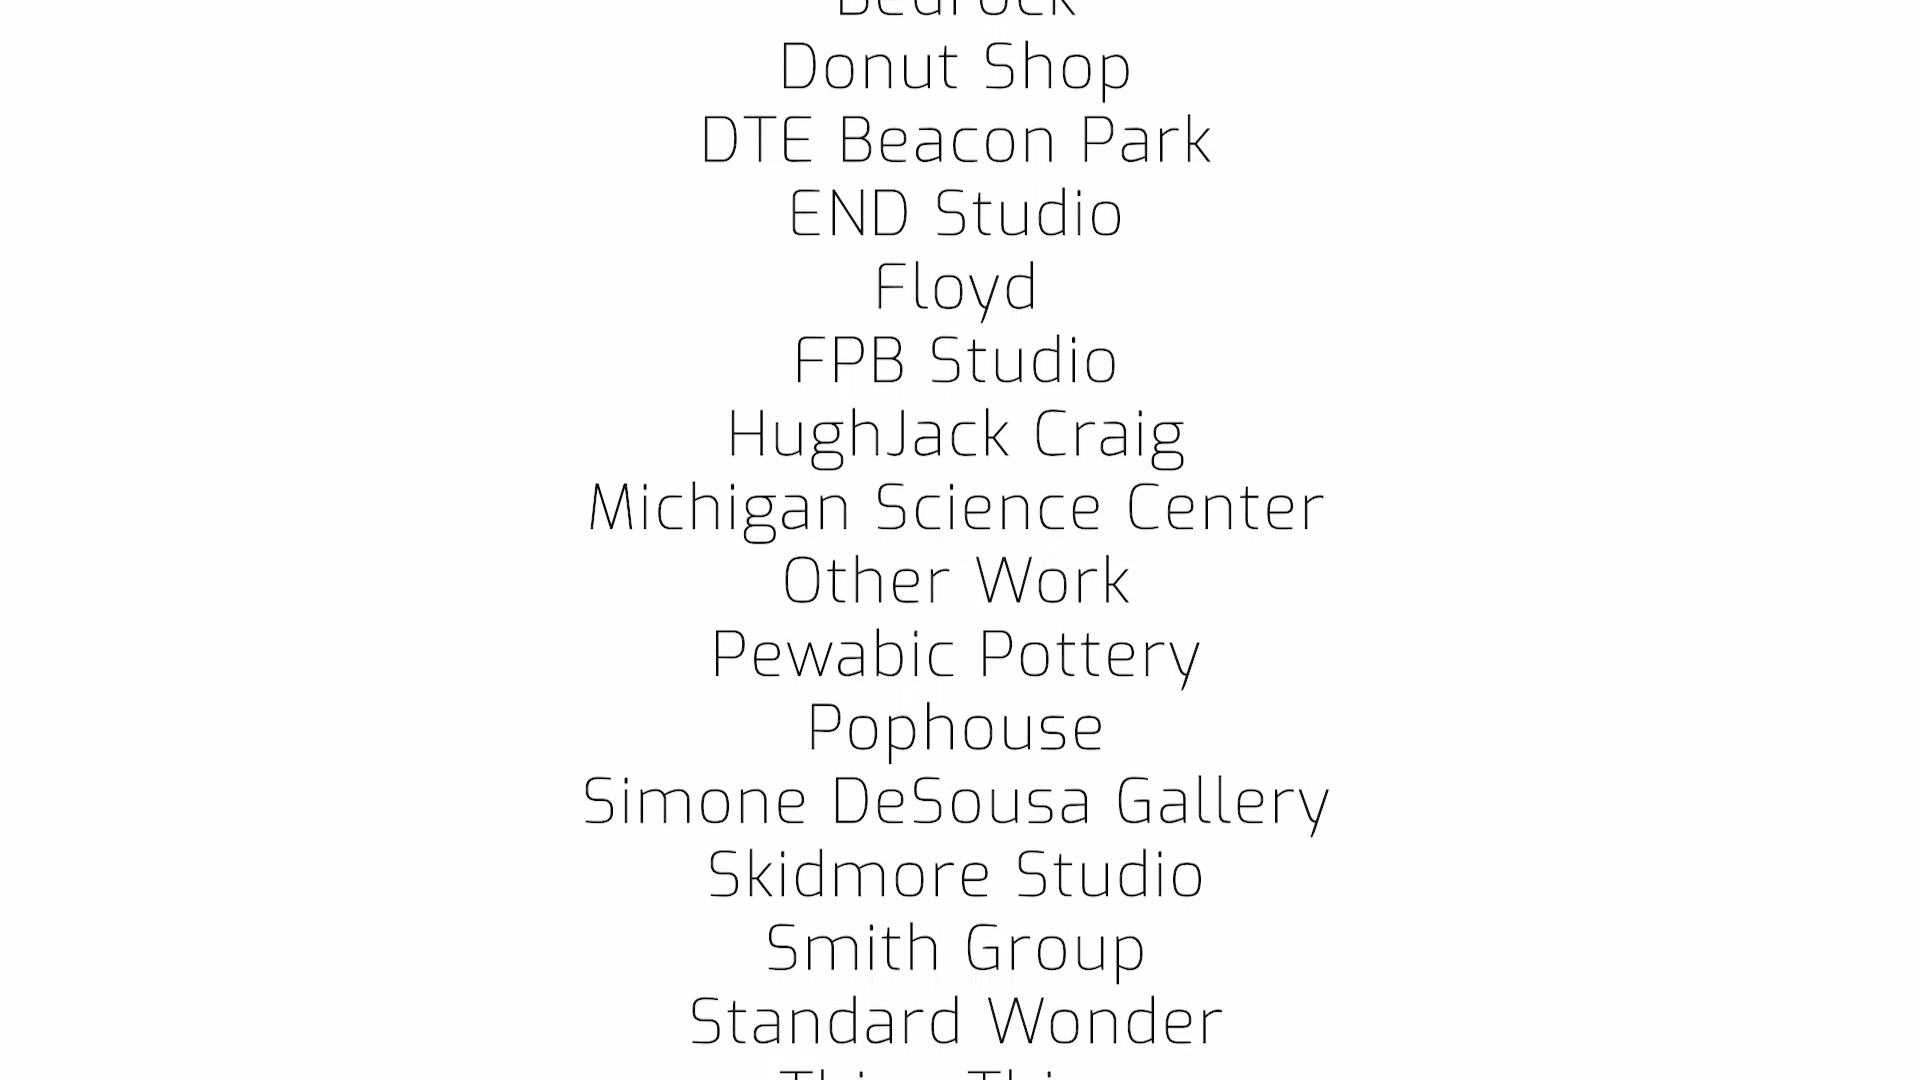 Bedrock
Donut Shop
DTE Beacon Park
END Studio
Floyd
FPB Studio
HughJack Craig
Michigan Science Center
Other Work
Pewabic Pottery
Pophouse
Simone DeSousa Gallery
Skidmore Studio
Smith Group
Standard Wonder